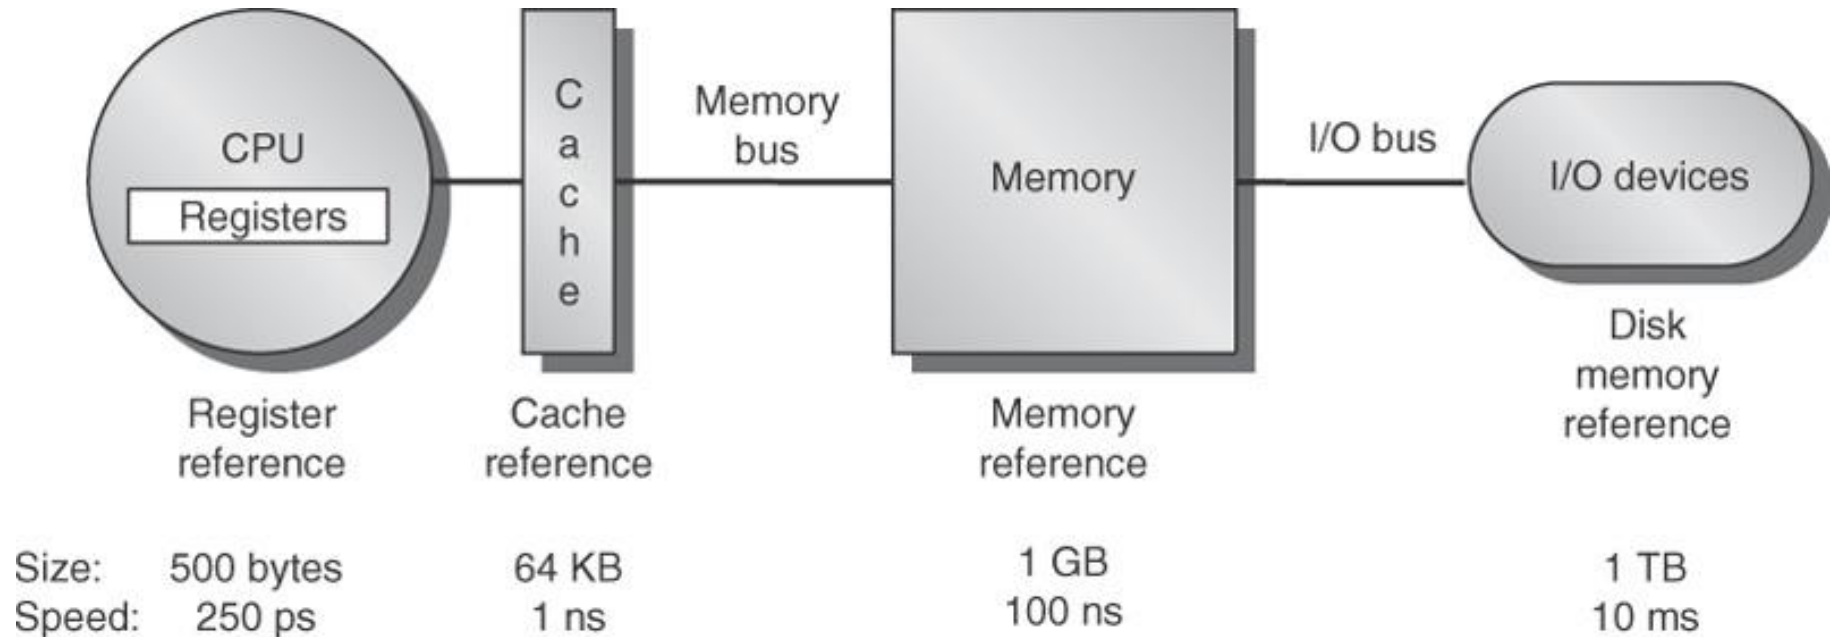 CPU
Registers
Cache
Memory
bus
Memory
I/O bus
I/O devices
Register
reference
Cache
reference
Memory
reference
Disk
memory
reference
Size: 500 bytes 64 KB 1 GB 1 TB
Speed: 250 ps 1 ns 100 ns 10 ms